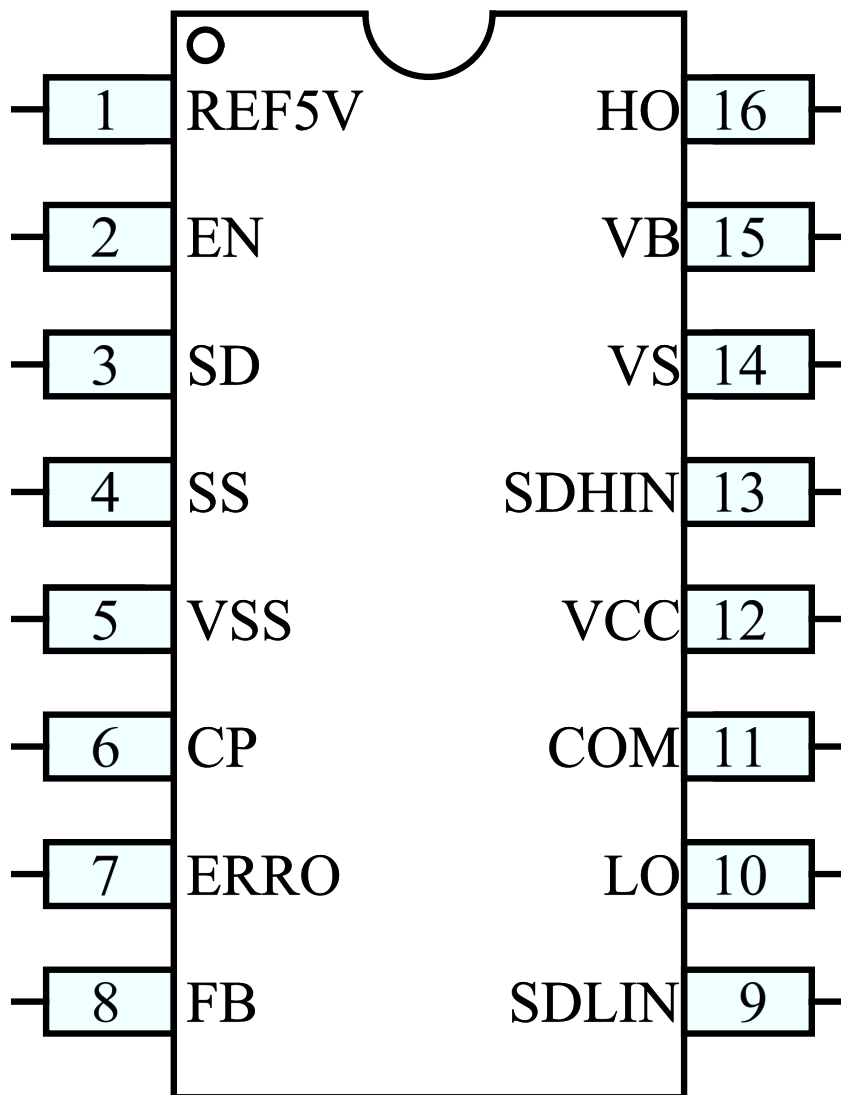 1 REF5V HO 16
2 EN VB 15
3 SD VS 14
4 SS SDHIN 13
5 VSS VCC 12
6 CP COM 11
7 ERRO LO 10
8 FB SDLIN 9